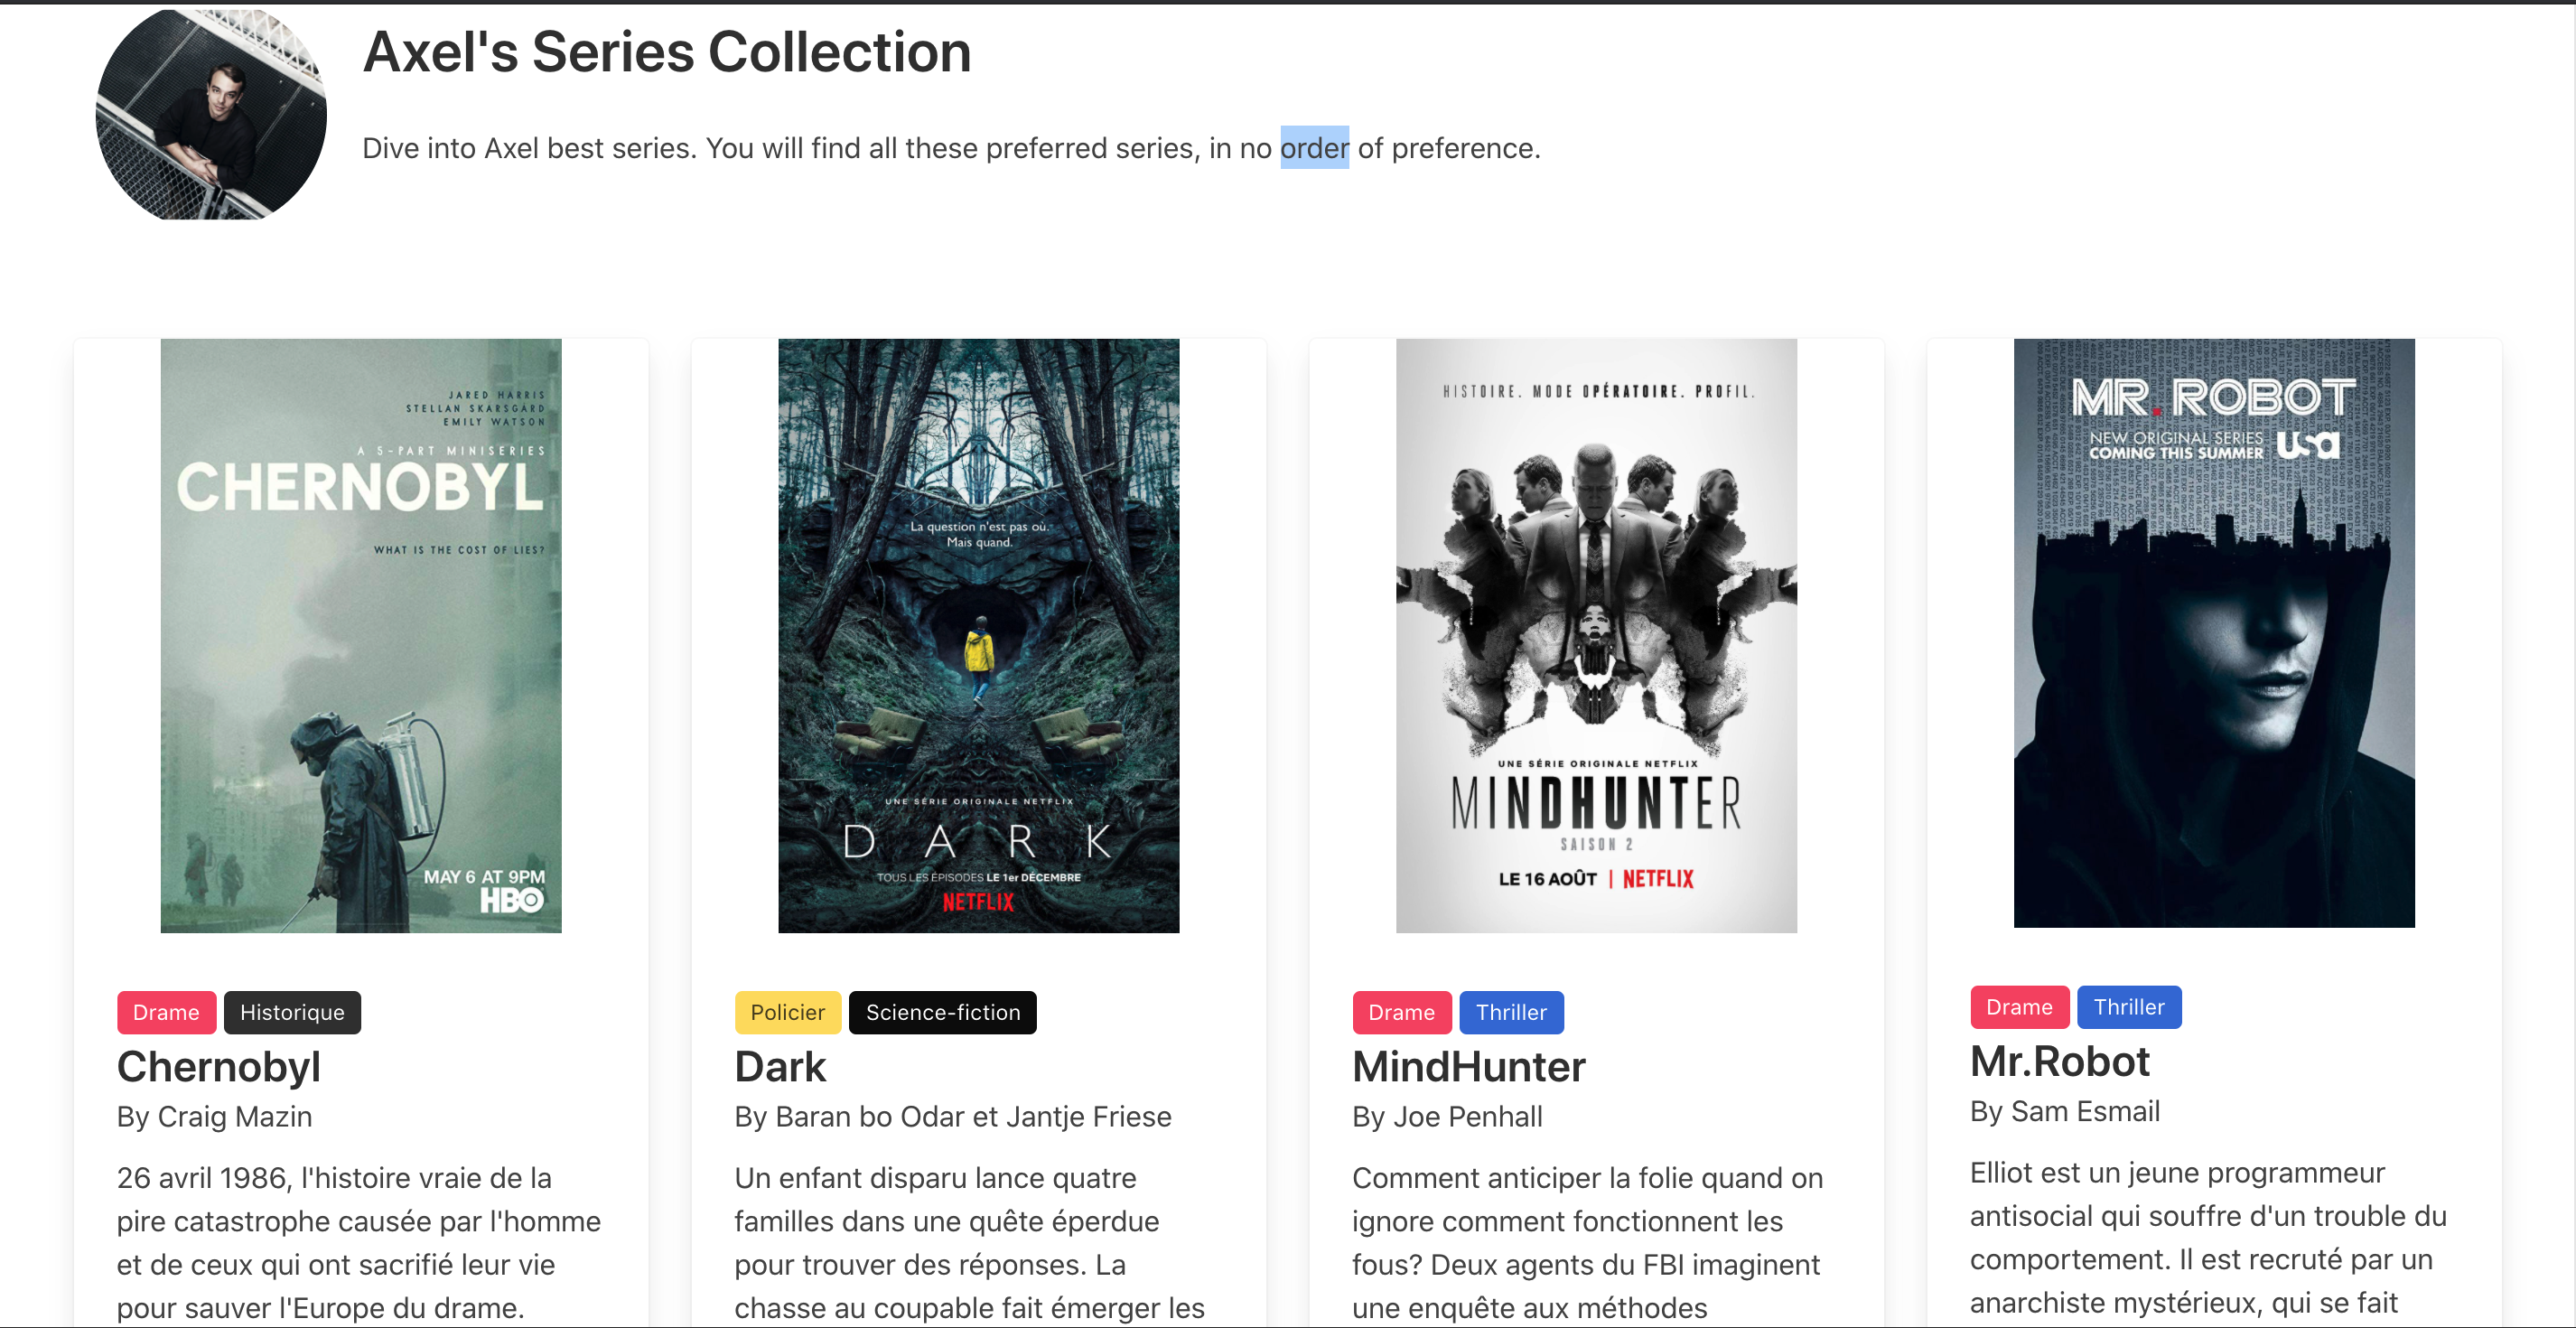 Axel's Series Collection
Dive into Axel best series. You will find all these preferred series, in no order of preference.
JARED HARRIS
STELLAN SKARSGÅRD
EMILY WATSON
A 5-PART MINISERIES
CHERNOBYL
WHAT IS THE COST OF LIES?
MAY 6 AT 9PM
HBO
Drame Historique
Chernobyl
By Craig Mazin
26 avril 1986, l'histoire vraie de la
pire catastrophe causée par l'homme
et de ceux qui ont sacrifié leur vie
pour sauver l'Europe du drame.
La question n'est pas où.
Mais quand.
UNE SÉRIE ORIGINALE NETFLIX
DARK
TOUS LES ÉPISODES LE 1er DÉCEMBRE
NETFLIX
Policier Science-fiction
Dark
By Baran bo Odar et Jantje Friese
Un enfant disparu lance quatre
familles dans une quête éperdue
pour trouver des réponses. La
chasse au coupable fait émerger les
HISTOIRE. MODE OPÉRATOIRE. PROFIL.
UNE SÉRIE ORIGINALE NETFLIX
MINDHUNTER
SAISON 2
LE 16 AOÛT | NETFLIX
Drame Thriller
MindHunter
By Joe Penhall
Comment anticiper la folie quand on
ignore comment fonctionnent les
fous? Deux agents du FBI imaginent
une enquête aux méthodes
MR. ROBOT
NEW ORIGINAL SERIES
COMING THIS SUMMER usa
Drame Thriller
Mr.Robot
By Sam Esmail
Elliot est un jeune programmeur
antisocial qui souffre d'un trouble du
comportement. Il est recruté par un
anarchiste mystérieux, qui se fait